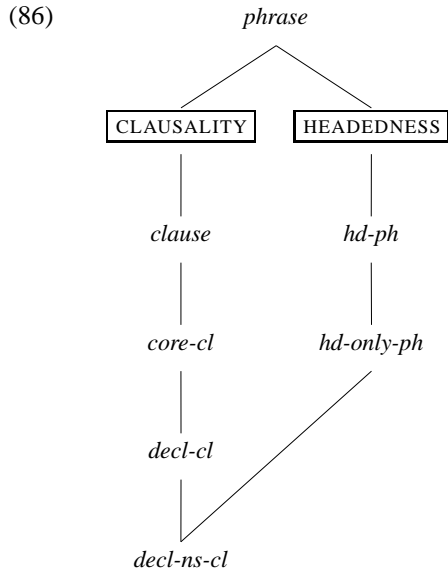 (86) phrase
CLAUSALITY HEADEDNESS
clause hd-ph
core-cl hd-only-ph
decl-cl
decl-ns-cl